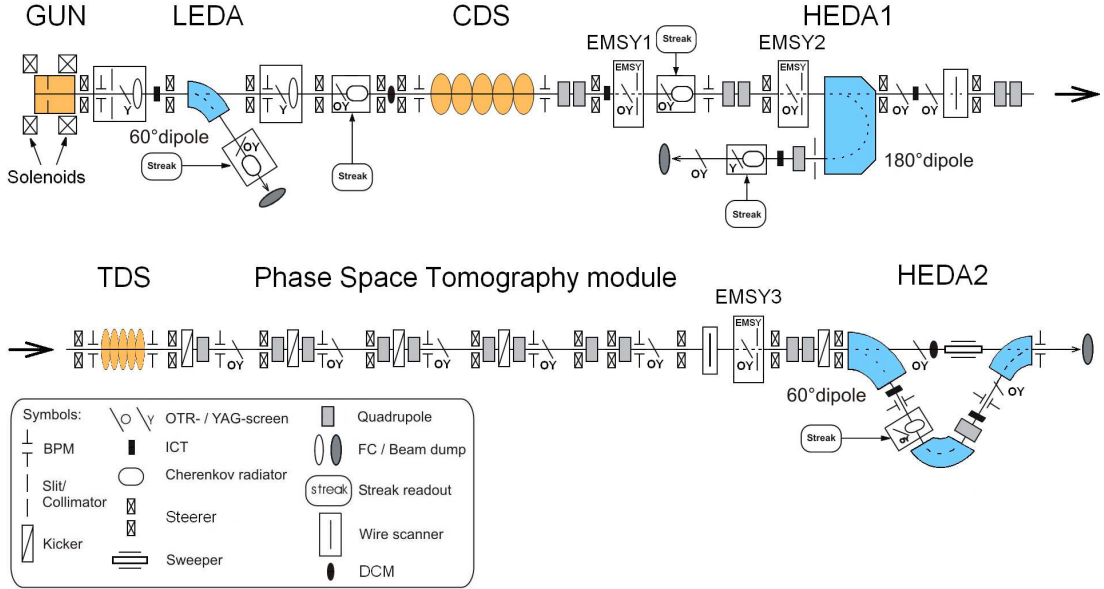 GUN
LEDA
CDS
HEDA1
EMSY1
Streak
EMSY2
EMSY
EMSY
Y
Y
OY
OY
OY
OY
OY
OY
60°dipole
OY
Streak
Solenoids
Streak
180°dipole
OY
Y
Streak
TDS
Phase Space Tomography module
HEDA2
EMSY3
EMSY
OY
OY
OY
OY
OY
OY
OY
OY
60°dipole
OY
Streak
OY
Symbols:
OTR- / YAG-screen
O
Y
Quadrupole
BPM
ICT
FC / Beam dump
Cherenkov radiator
Slit/
Collimator
streak
Streak readout
Steerer
Wire scanner
Kicker
Sweeper
DCM